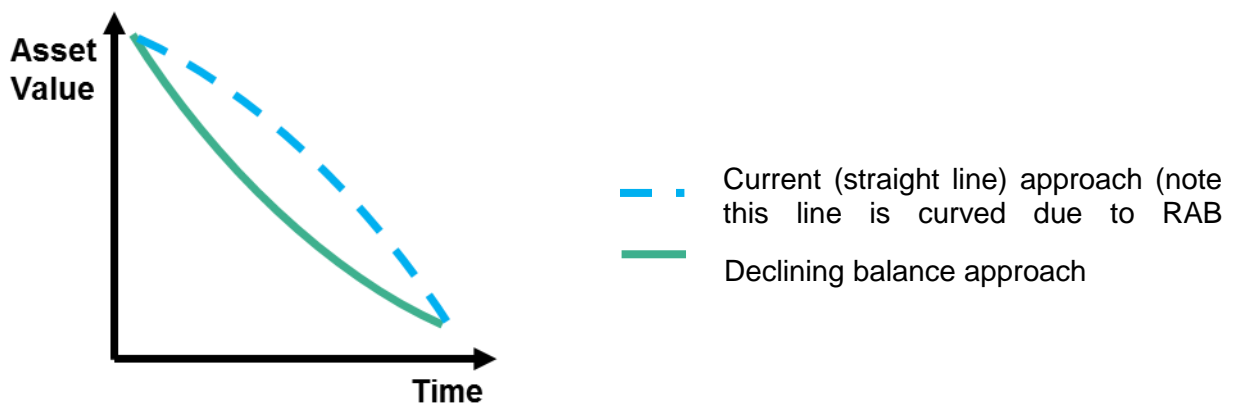 Asset
Value
Time
Current (straight line) approach (note
this line is curved due to RAB
Declining balance approach